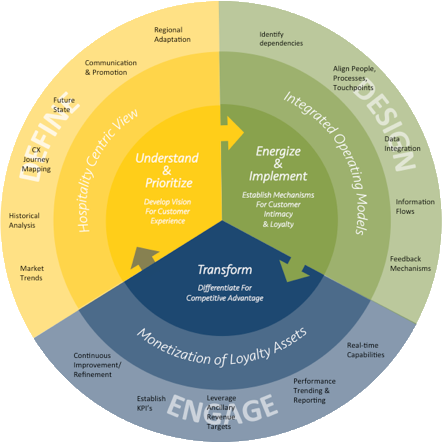 DEFINE
Regional
Adaptation
Communication
& Promotion
Future
State
CX
Journey
Mapping
Historical
Analysis
Market
Trends
Hospitality Centric View
Understand
&
Prioritize
Develop Vision
For Customer
Experience
DESIGN
Identify
dependencies
Align People,
Processes,
Touchpoints
Data
Integration
Information
Flows
Feedback
Mechanisms
Integrated Operating Models
Energize
&
Implement
Establish Mechanisms
For Customer
Intimacy
& Loyalty
Transform
Differentiate For
Competitive Advantage
Monetization of Loyalty Assets
Real-time
Capabilities
Performance
Trending &
Reporting
Leverage
Ancillary
Revenue
Targets
Establish
KPI's
Continuous
Improvement/
Refinement
ENGAGE